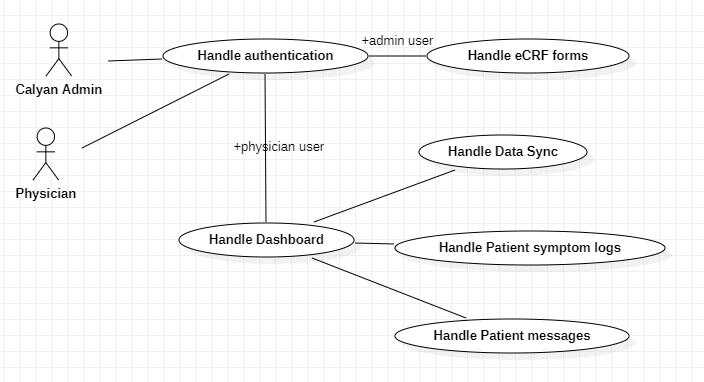 +admin user
Handle authentication
Handle eCRF forms
Calyan Admin
+physician user
Handle Data Sync
Physician
Handle Dashboard
Handle Patient symptom logs
Handle Patient messages